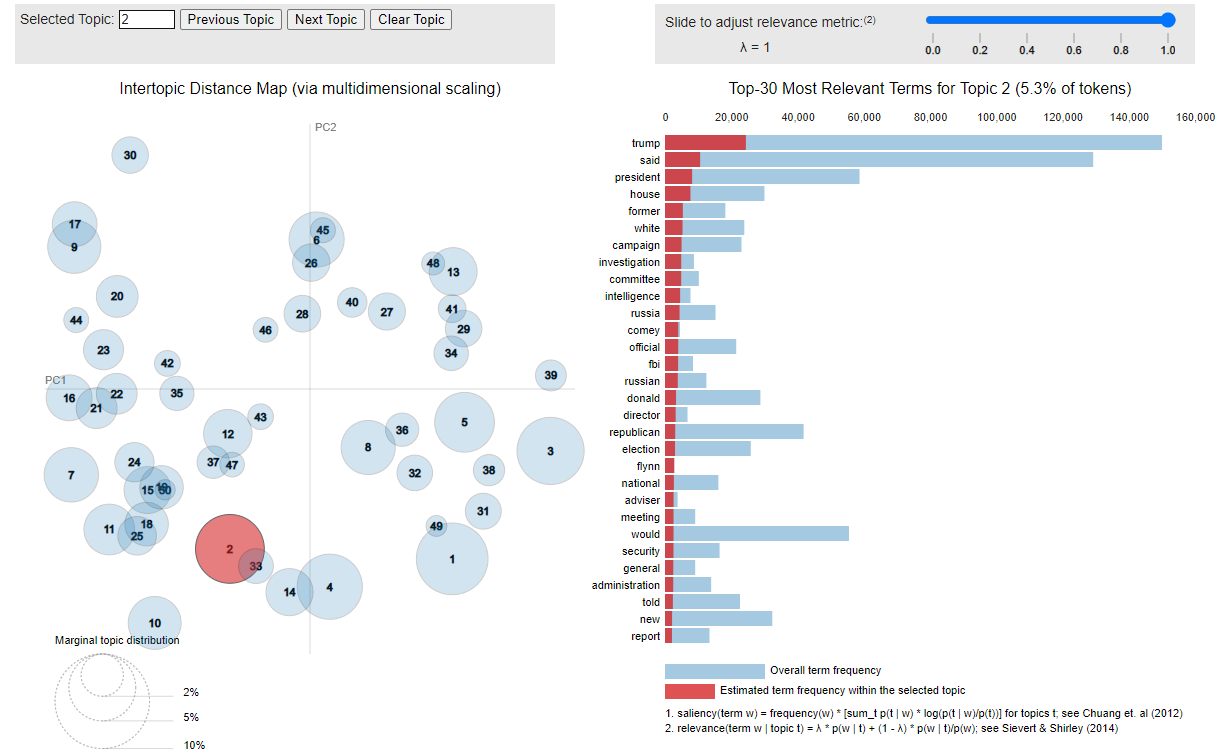 Selected Topic: 2 Previous Topic Next Topic Clear Topic
Slide to adjust relevance metric:(2)
λ = 1
0.0 0.2 0.4 0.6 0.8 1.0
Intertopic Distance Map (via multidimensional scaling)
PC2
PC1
30
17
9
45
6
26
48
13
20
40
27
28
41
44
46
29
23
34
42
39
16
22
35
21
43
12
5
36
8
3
24
37
47
7
32
38
15
19
50
31
11
18
25
49
2
33
1
14
4
10
Marginal topic distribution
2%
5%
10%
Top-30 Most Relevant Terms for Topic 2 (5.3% of tokens)
0 20,000 40,000 60,000 80,000 100,000 120,000 140,000 160,000
trump
said
president
house
former
white
campaign
investigation
committee
intelligence
russia
comey
official
fbi
russian
donald
director
republican
election
flynn
national
adviser
meeting
would
security
general
administration
told
new
report
Overall term frequency
Estimated term frequency within the selected topic
1. saliency(term w) = frequency(w) * [sum_t p(t | w) * log(p(t | w)/p(t))] for topics t; see Chuang et. al (2012)
2. relevance(term w | topic t) = λ * p(w | t) + (1 - λ) * p(w | t)/p(w); see Sievert & Shirley (2014)